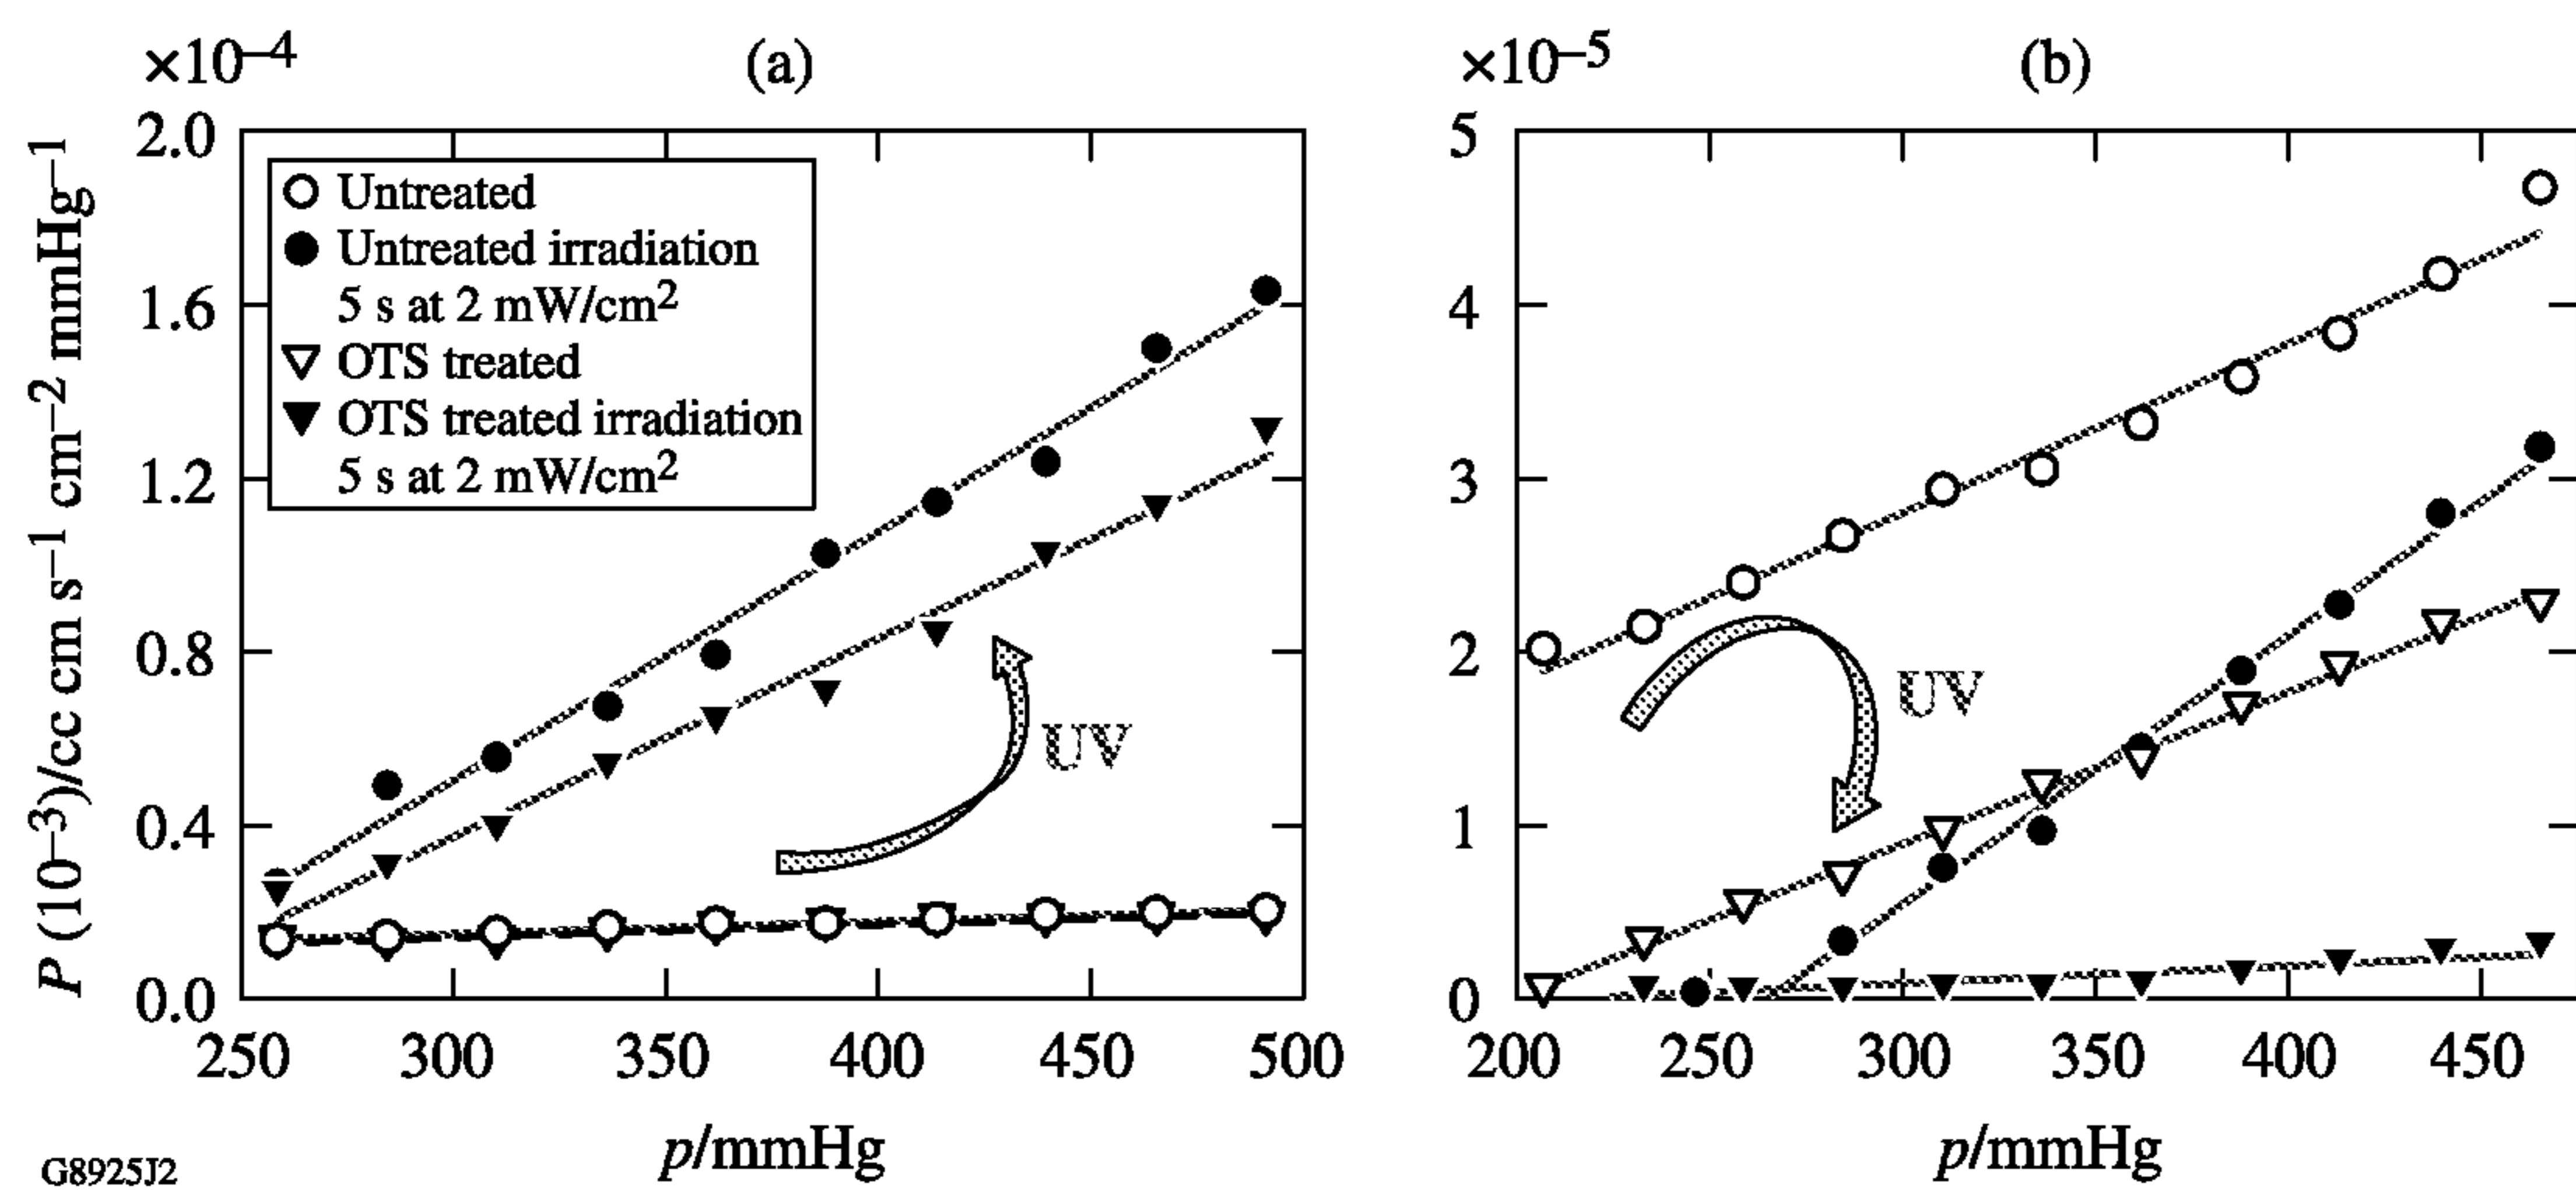 ×10⁻⁴
(a)
2.0
1.6
1.2
0.8
0.4
0.0
P (10⁻³)/cc cm s⁻¹ cm⁻² mmHg⁻¹
Untreated
Untreated irradiation
5 s at 2 mW/cm²
OTS treated
OTS treated irradiation
5 s at 2 mW/cm²
UV
250 300 350 400 450 500
p/mmHg
×10⁻⁵
(b)
5
4
3
2
1
0
UV
200 250 300 350 400 450
p/mmHg
G8925J2